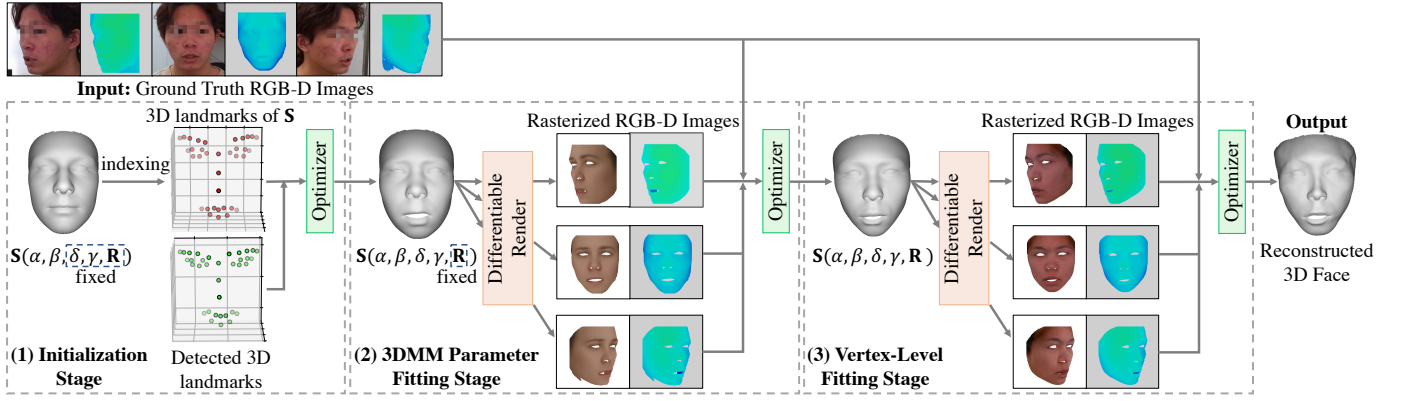 Input: Ground Truth RGB-D Images
3D landmarks of S
indexing
Optimizer
S(α, β, δ, γ, R)
fixed
Detected 3D
landmarks
(1) Initialization
Stage
Rasterized RGB-D Images
Differentiable
Render
Optimizer
S(α, β, δ, γ, R)
fixed
(2) 3DMM Parameter
Fitting Stage
Rasterized RGB-D Images
Differentiable
Render
Optimizer
S(α, β, δ, γ, R )
(3) Vertex-Level
Fitting Stage
Output
Reconstructed
3D Face